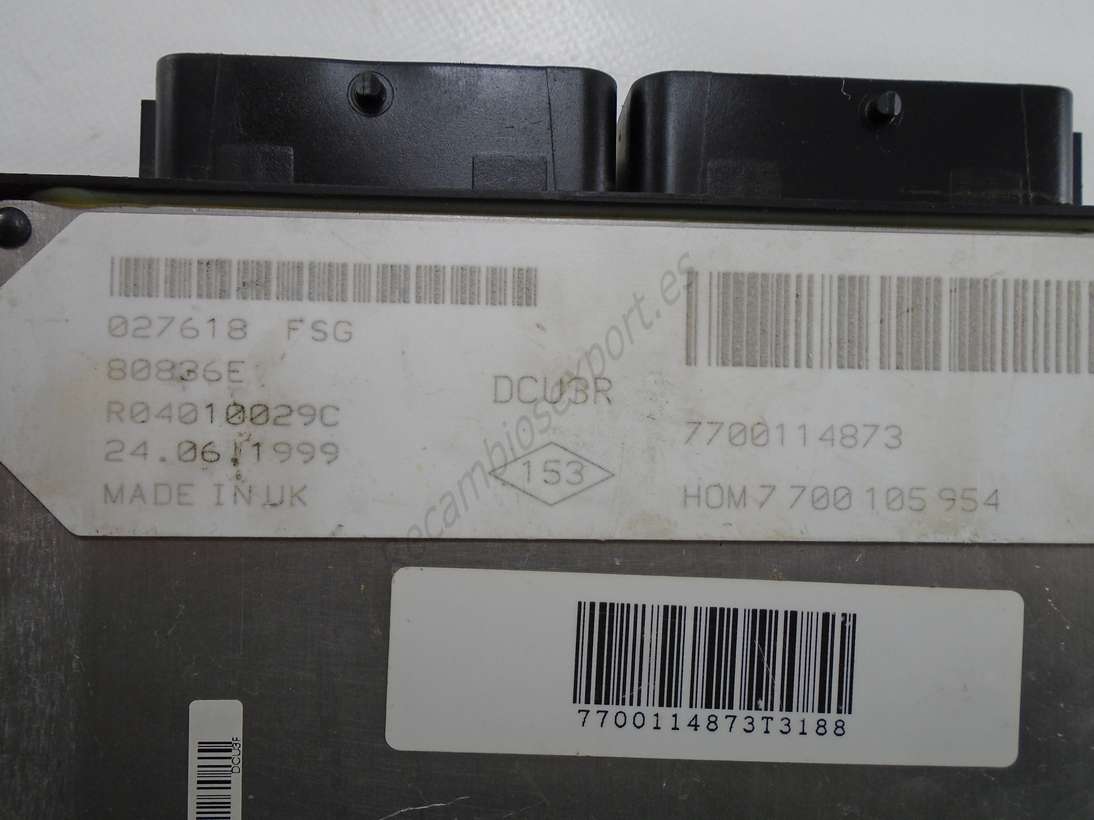 027618 FSG
80836E
R04010029C
24.06.1999
MADE IN UK
DCU3R
153
7700114873
HOM 7 700 105 954
7700114873T3188
DCU3R
recambiosexport.es